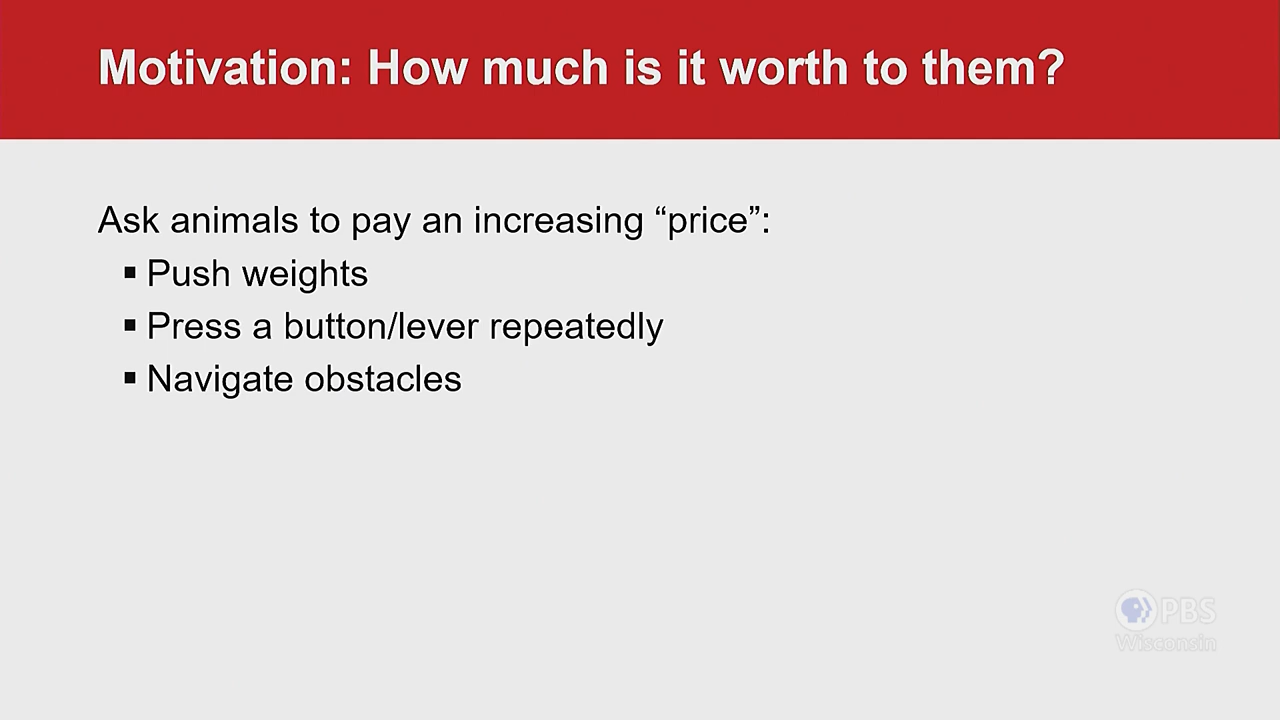 Motivation: How much is it worth to them?
Ask animals to pay an increasing “price”:
▪ Push weights
▪ Press a button/lever repeatedly
▪ Navigate obstacles
PBS
Wisconsin